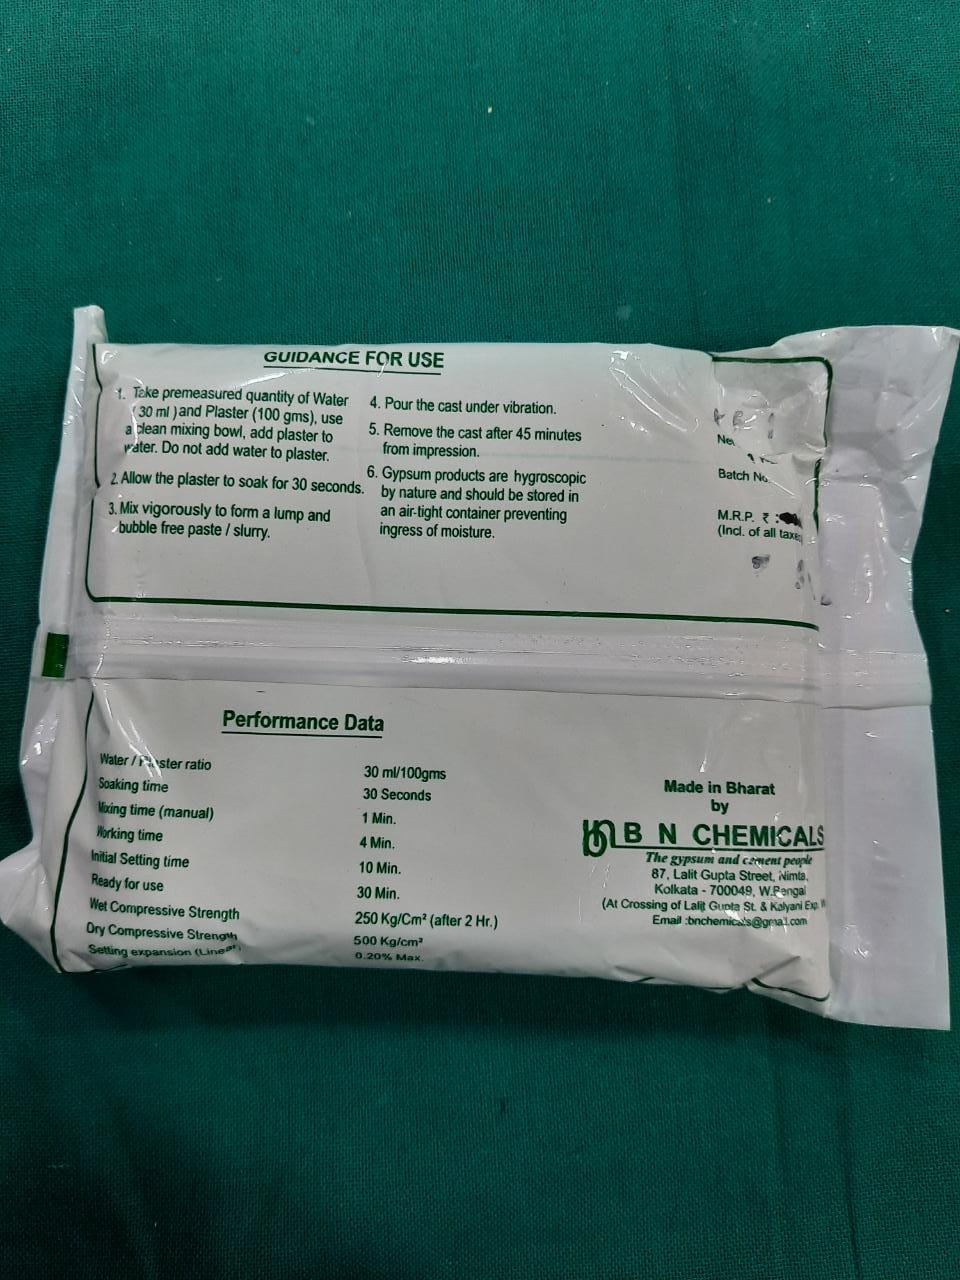 GUIDANCE FOR USE
1. Take premeasured quantity of Water
(30 ml) and Plaster (100 gms), use
a clean mixing bowl, add plaster to
water. Do not add water to plaster.
2. Allow the plaster to soak for 30 seconds.
3. Mix vigorously to form a lump and
bubble free paste / slurry.
4. Pour the cast under vibration.
5. Remove the cast after 45 minutes
from impression.
6. Gypsum products are hygroscopic
by nature and should be stored in
an air-tight container preventing
ingress of moisture.
Batch No.
M.R.P. ₹ :
(Incl. of all taxes)
Performance Data
Water / Plaster ratio 30 ml/100gms
Soaking time 30 Seconds
Mixing time (manual) 1 Min.
Working time 4 Min.
Initial Setting time 10 Min.
Ready for use 30 Min.
Wet Compressive Strength 250 Kg/Cm² (after 2 Hr.)
Dry Compressive Strength 500 Kg/cm²
Setting expansion (Linear) 0.20% Max.
Made in Bharat
by
B N CHEMICALS
The gypsum and cement people
87, Lalit Gupta Street, Nimta,
Kolkata - 700049, W.Bengal
(At Crossing of Lalit Gupta St. & Kalyani Exp.
Email :bnchemicals@gmail.com